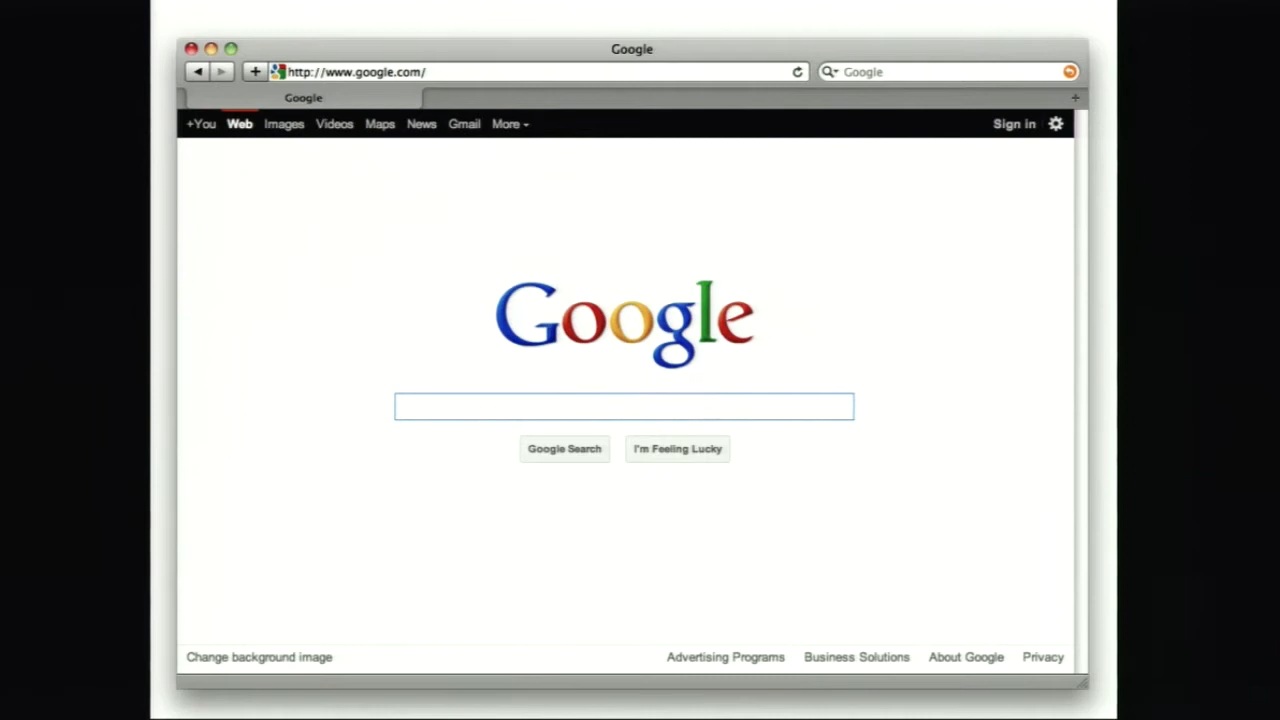 Google
http://www.google.com/
Google
Google
+You Web Images Videos Maps News Gmail More
Sign in
Google
Google Search
I'm Feeling Lucky
Change background image
Advertising Programs Business Solutions About Google Privacy